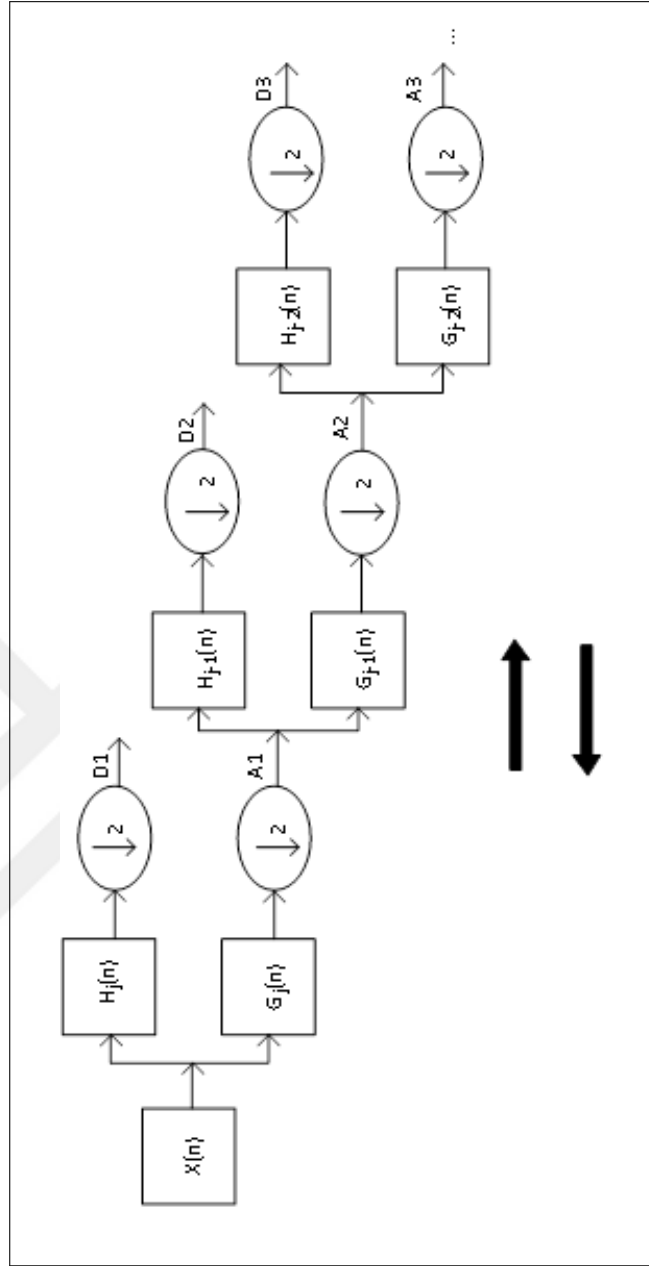 X(n)
Hj(n)
2
D1
Gj(n)
2
A1
Hj-1(n)
2
D2
Gj-1(n)
2
A2
Hj-2(n)
2
D3
Gj-2(n)
2
A3
...